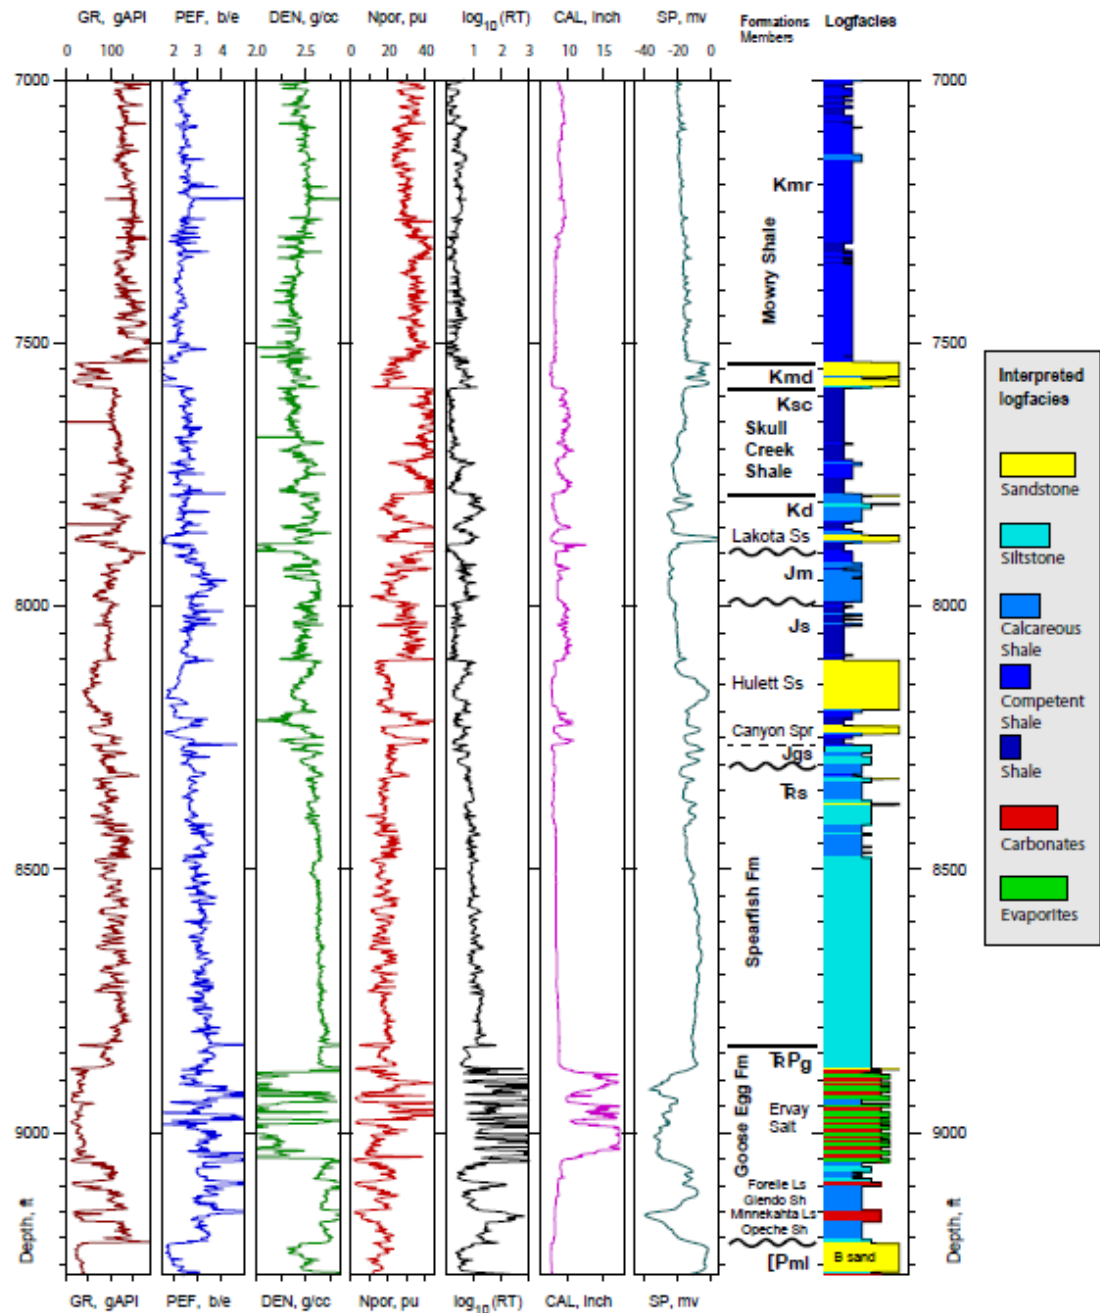 GR, gAPI PEF, b/e DEN, g/cc Npor, pu log10(RT) CAL, Inch SP, mv Formations Logfacies
Members
0 100 2 3 4 2.0 2.5 0 20 40 0 1 2 3 10 15 -40 -20 0
7000 7000
Kmr
Mowry Shale
7500 7500
Kmd
Ksc
Skull
Creek
Shale
Kd
Lakota Ss
Jm
8000 8000
Js
Hulett Ss
Canyon Spr
Jgs
TRs
Spearfish Fm
8500 8500
TRPg
Goose Egg Fm
Ervay
Salt
9000 9000
Forelle Ls
Glendo Sh
Minnekahta Ls
Opeche Sh
B sand
[Pml
Depth, ft Depth, ft
GR, gAPI PEF, b/e DEN, g/cc Npor, pu log10(RT) CAL, Inch SP, mv
Interpreted
logfacies
Sandstone
Siltstone
Calcareous
Shale
Competent
Shale
Shale
Carbonates
Evaporites